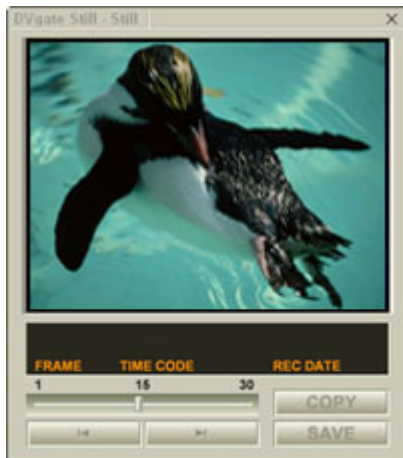 DVgate Still - Still
FRAME TIME CODE REC DATE
1 15 30
COPY
SAVE